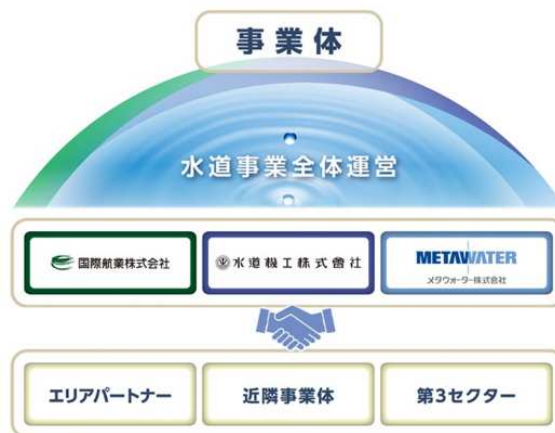 事業体
水道事業全体運営
国際航業株式会社
水道機工株式會社
METAWATER
メタウォーター株式会社
エリアパートナー
近隣事業体
第3セクター